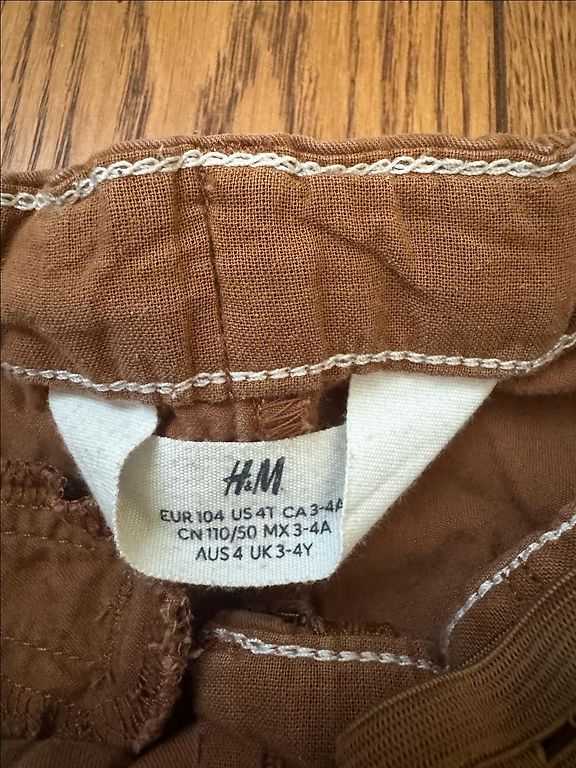 H&M
EUR 104 US 4T CA 3-4A
CN 110/50 MX 3-4A
AUS 4 UK 3-4Y